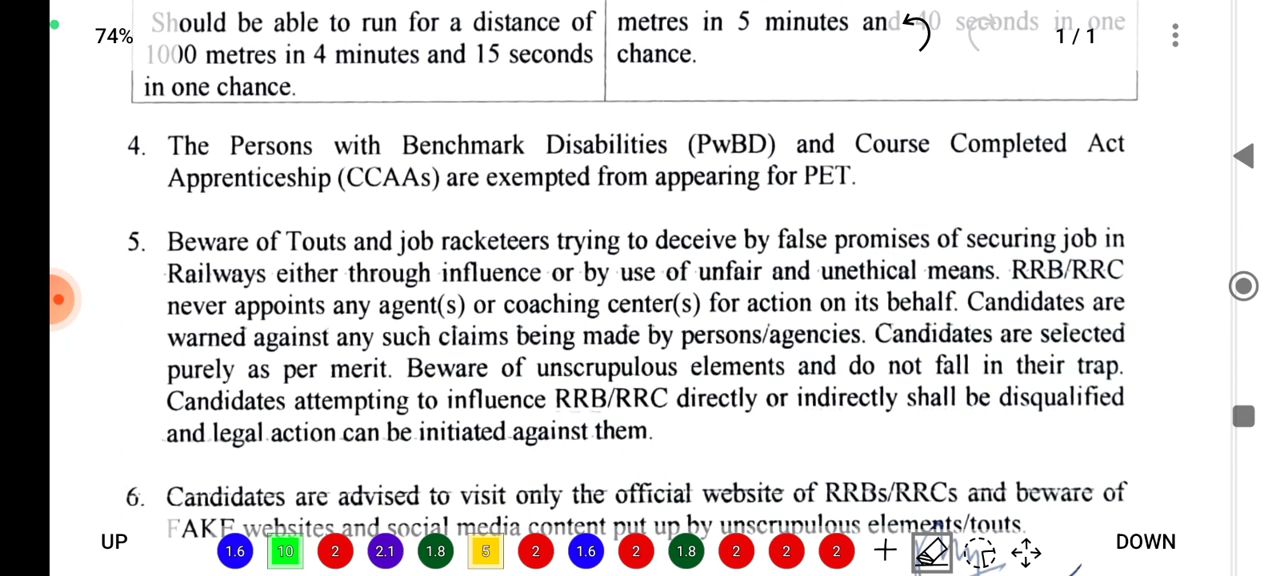 74%
Should be able to run for a distance of
1000 metres in 4 minutes and 15 seconds
in one chance.
metres in 5 minutes and 40 seconds in one
chance.
1 / 1
4. The Persons with Benchmark Disabilities (PwBD) and Course Completed Act
Apprenticeship (CCAAs) are exempted from appearing for PET.
5. Beware of Touts and job racketeers trying to deceive by false promises of securing job in
Railways either through influence or by use of unfair and unethical means. RRB/RRC
never appoints any agent(s) or coaching center(s) for action on its behalf. Candidates are
warned against any such claims being made by persons/agencies. Candidates are selected
purely as per merit. Beware of unscrupulous elements and do not fall in their trap.
Candidates attempting to influence RRB/RRC directly or indirectly shall be disqualified
and legal action can be initiated against them.
6. Candidates are advised to visit only the official website of RRBs/RRCs and beware of
FAKE websites and social media content put up by unscrupulous elements/touts.
UP
1.6 10 2 2.1 1.8 5 2 1.6 2 1.8 2 2 2
DOWN